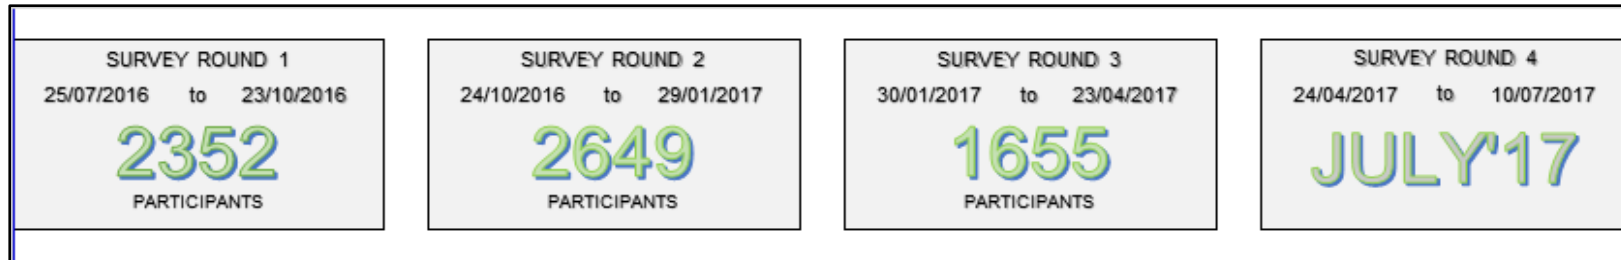 SURVEY ROUND 1
25/07/2016 to 23/10/2016
2352
PARTICIPANTS
SURVEY ROUND 2
24/10/2016 to 29/01/2017
2649
PARTICIPANTS
SURVEY ROUND 3
30/01/2017 to 23/04/2017
1655
PARTICIPANTS
SURVEY ROUND 4
24/04/2017 to 10/07/2017
JULY'17